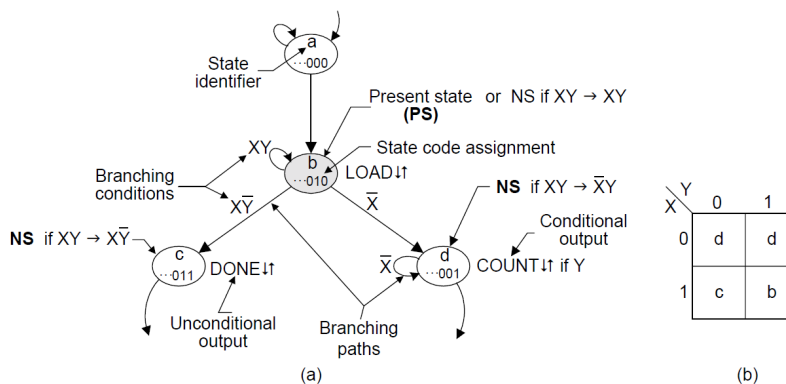 a
···000
State
identifier
Present state or NS if XY → XY
(PS)
State code assignment
XY
b
···010
LOAD↓↑
Branching
conditions
XY̅
X̅
NS if XY → X̅Y
Conditional
output
NS if XY → XY̅
c
···011
DONE↓↑
X̅
d
···001
COUNT↓↑ if Y
Unconditional
output
Branching
paths
(a)
Y
X
0 1
0 d d
1 c b
(b)